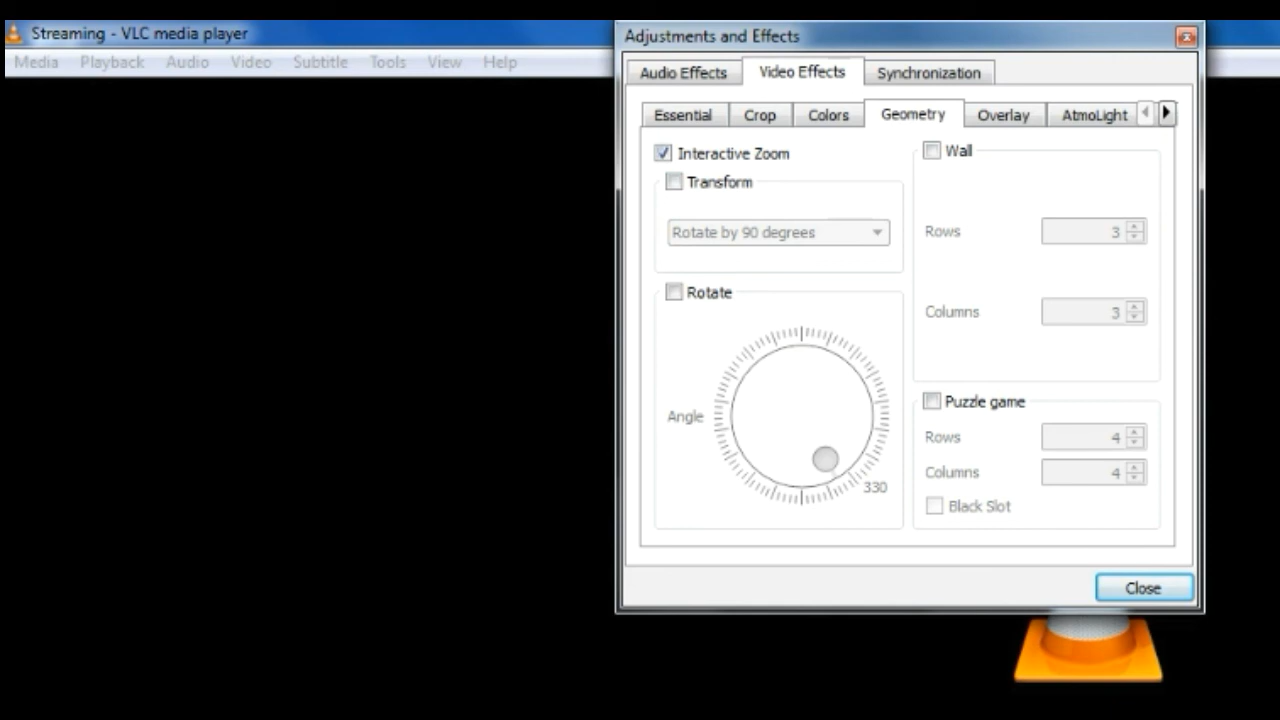 Streaming - VLC media player
Media Playback Audio Video Subtitle Tools View Help
Adjustments and Effects
Audio Effects Video Effects Synchronization
Essential Crop Colors Geometry Overlay AtmoLight
Interactive Zoom
Transform
Rotate by 90 degrees
Rotate
Angle
330
Wall
Rows 3
Columns 3
Puzzle game
Rows 4
Columns 4
Black Slot
Close